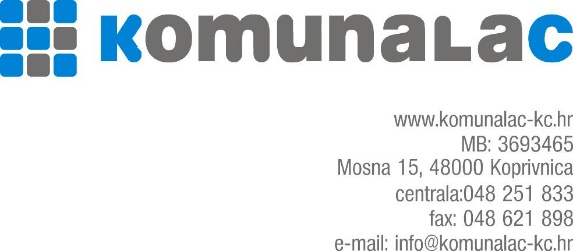 Komunalac
www.komunalac-kc.hr
MB: 3693465
Mosna 15, 48000 Koprivnica
centrala:048 251 833
fax: 048 621 898
e-mail: info@komunalac-kc.hr